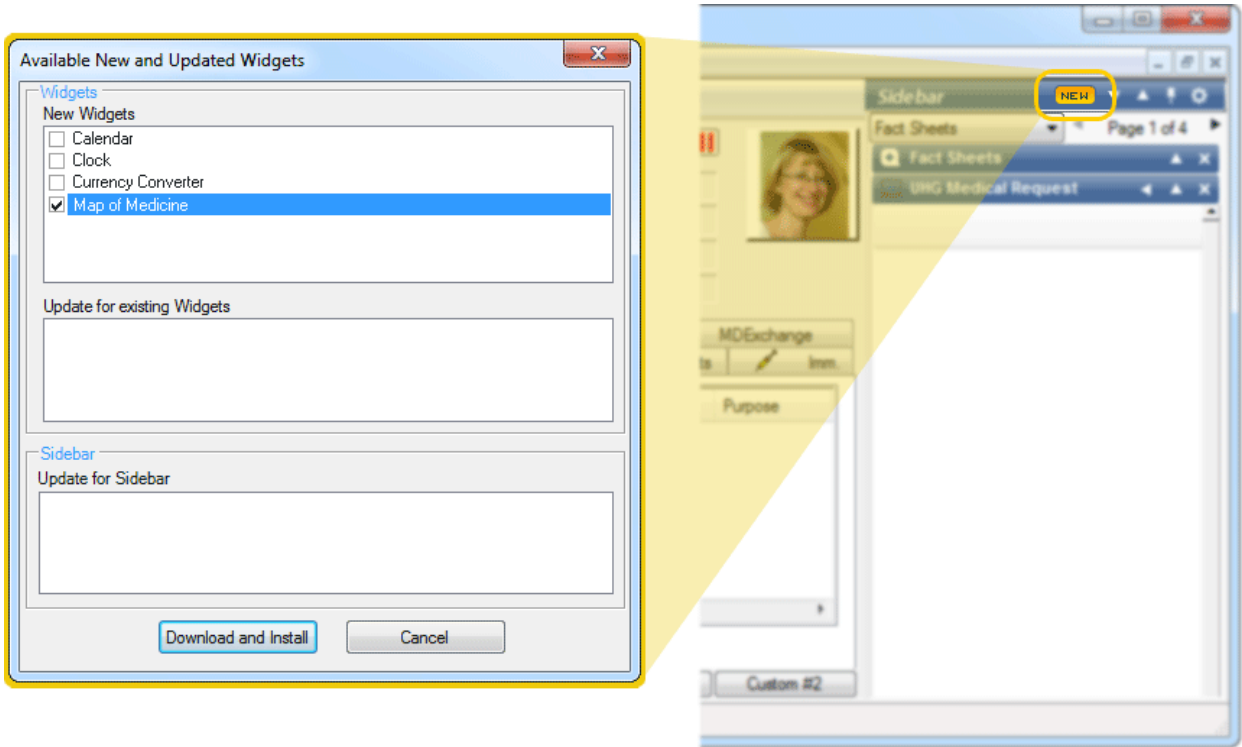 Available New and Updated Widgets
Widgets
New Widgets
Calendar
Clock
Currency Converter
Map of Medicine
Update for existing Widgets
Sidebar
Update for Sidebar
Download and Install
Cancel
Sidebar
NEW
Fact Sheets
Page 1 of 4
Fact Sheets
UHG Medical Request
MDExchange
Imm.
Purpose
Custom #2